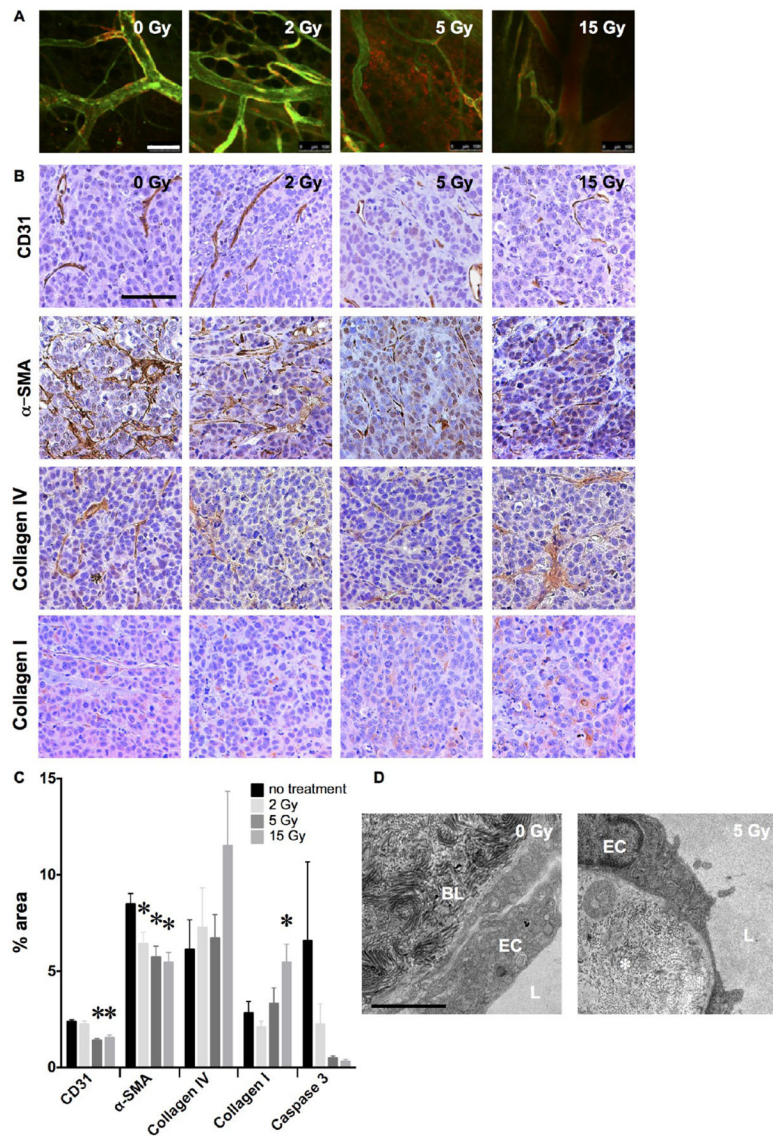 A
0 Gy
2 Gy
5 Gy
15 Gy
B
0 Gy
2 Gy
5 Gy
15 Gy
CD31
α-SMA
Collagen IV
Collagen I
C
15
10
5
0
% area
no treatment
2 Gy
5 Gy
15 Gy
**
* * *
*
CD31
α-SMA
Collagen IV
Collagen I
Caspase 3
D
0 Gy
BL
EC
L
5 Gy
EC
L
*